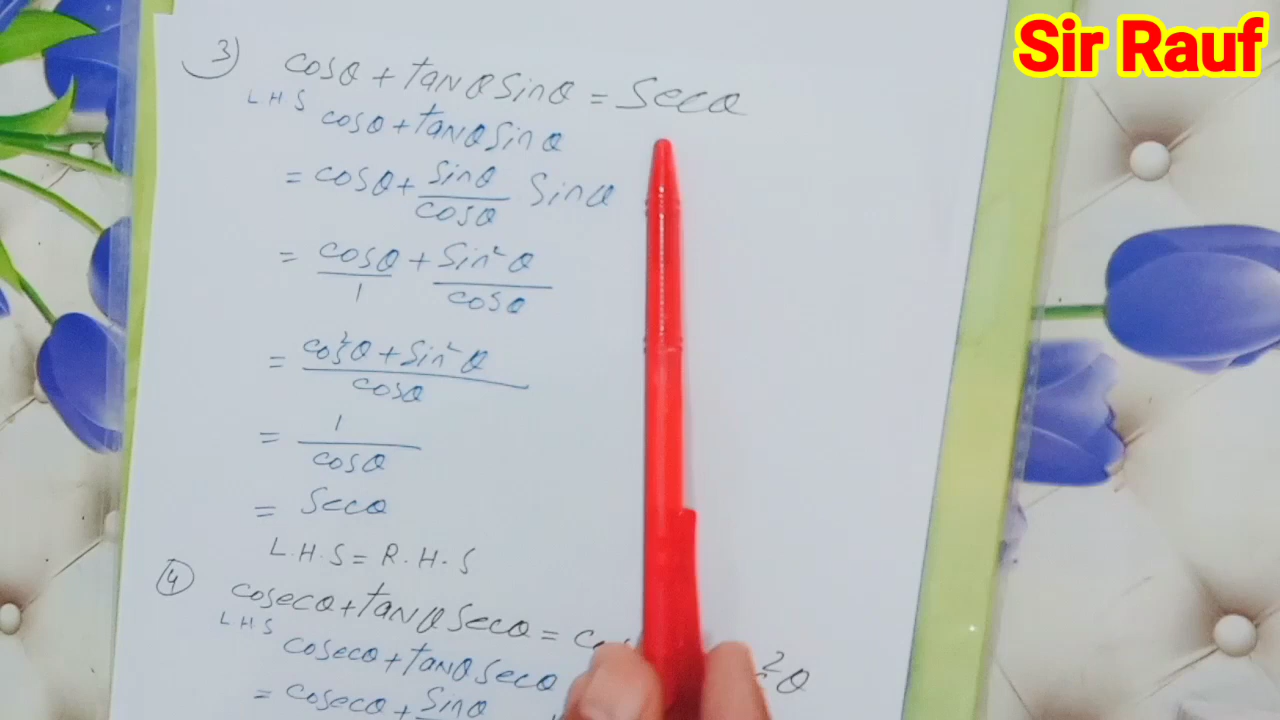 Sir Rauf
3) cosθ + tanθ sinθ = secθ
LHS
cosθ + tanθ sinθ
= cosθ + sinθ/cosθ sinθ
= cosθ/1 + sin²θ/cosθ
= cos²θ + sin²θ/cosθ
= 1/cosθ
= secθ
L.H.S = R.H.S
④ cosecθ + tanθ secθ = 2θ
LHS
cosecθ + tanθ secθ
= cosecθ + sinθ